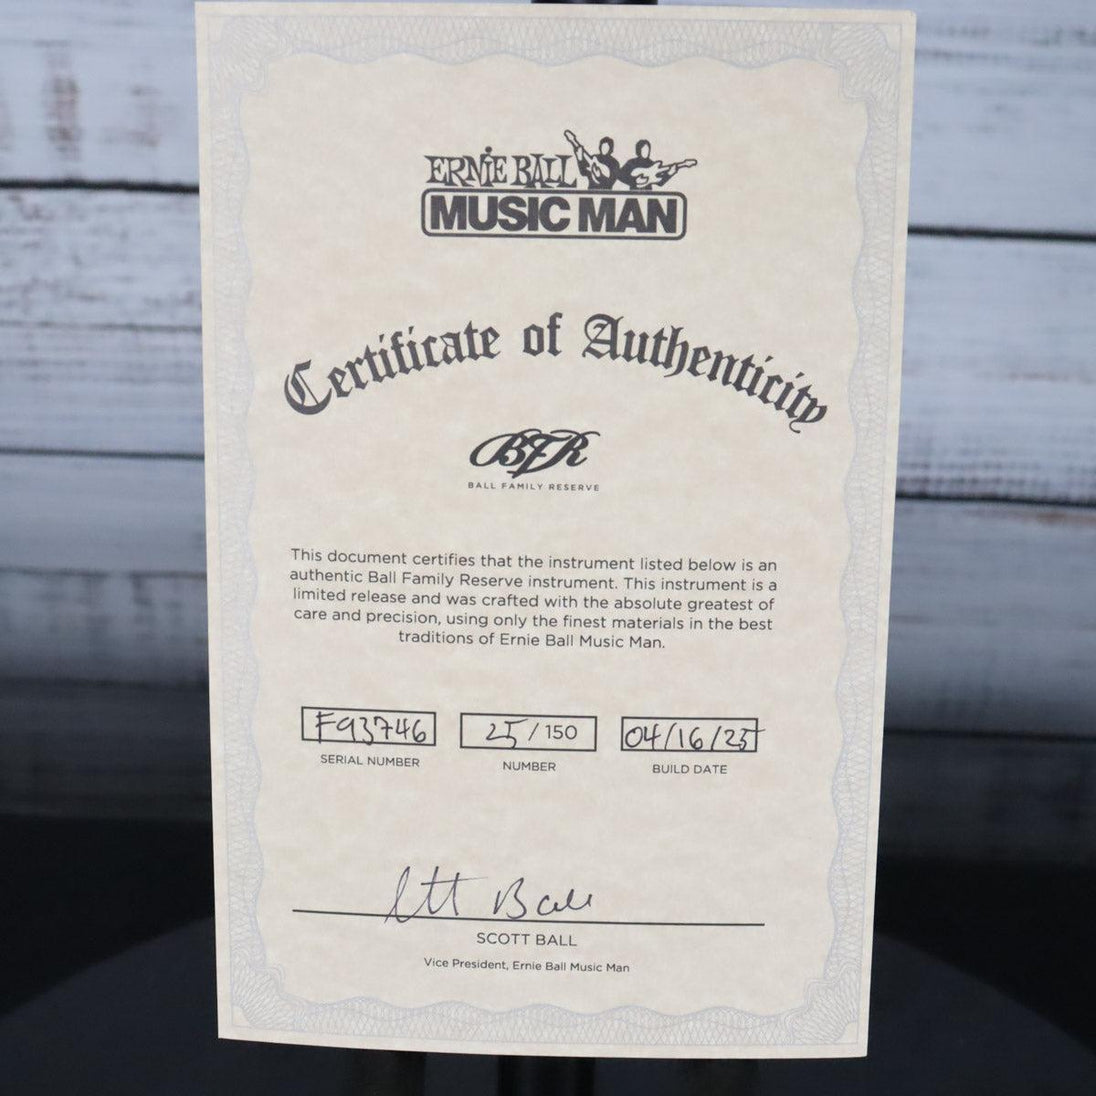 ERNIE BALL
MUSIC MAN
Certificate of Authenticity
BFR
BALL FAMILY RESERVE
This document certifies that the instrument listed below is an
authentic Ball Family Reserve instrument. This instrument is a
limited release and was crafted with the absolute greatest of
care and precision, using only the finest materials in the best
traditions of Ernie Ball Music Man.
F93746 25/150 04/16/25
SERIAL NUMBER NUMBER BUILD DATE
Scott Ball
SCOTT BALL
Vice President, Ernie Ball Music Man